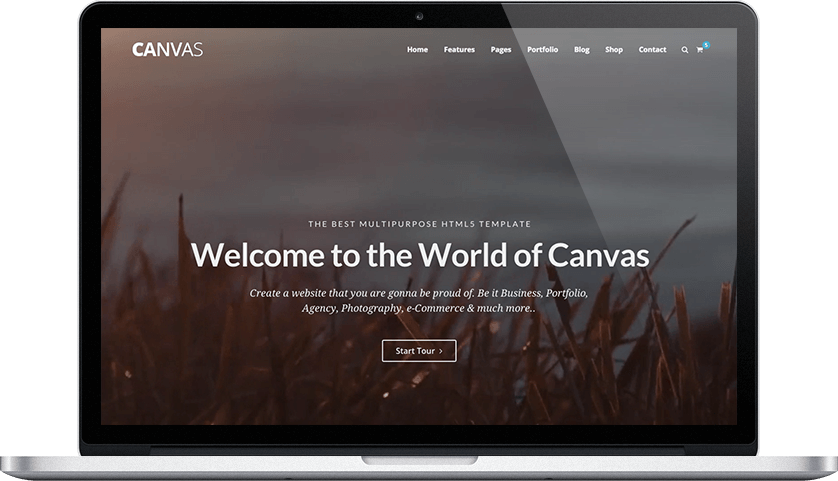 CANVAS
Home Features Pages Portfolio Blog Shop Contact 5
THE BEST MULTIPURPOSE HTML5 TEMPLATE
Welcome to the World of Canvas
Create a website that you are gonna be proud of. Be it Business, Portfolio,
Agency, Photography, e-Commerce & much more..
Start Tour